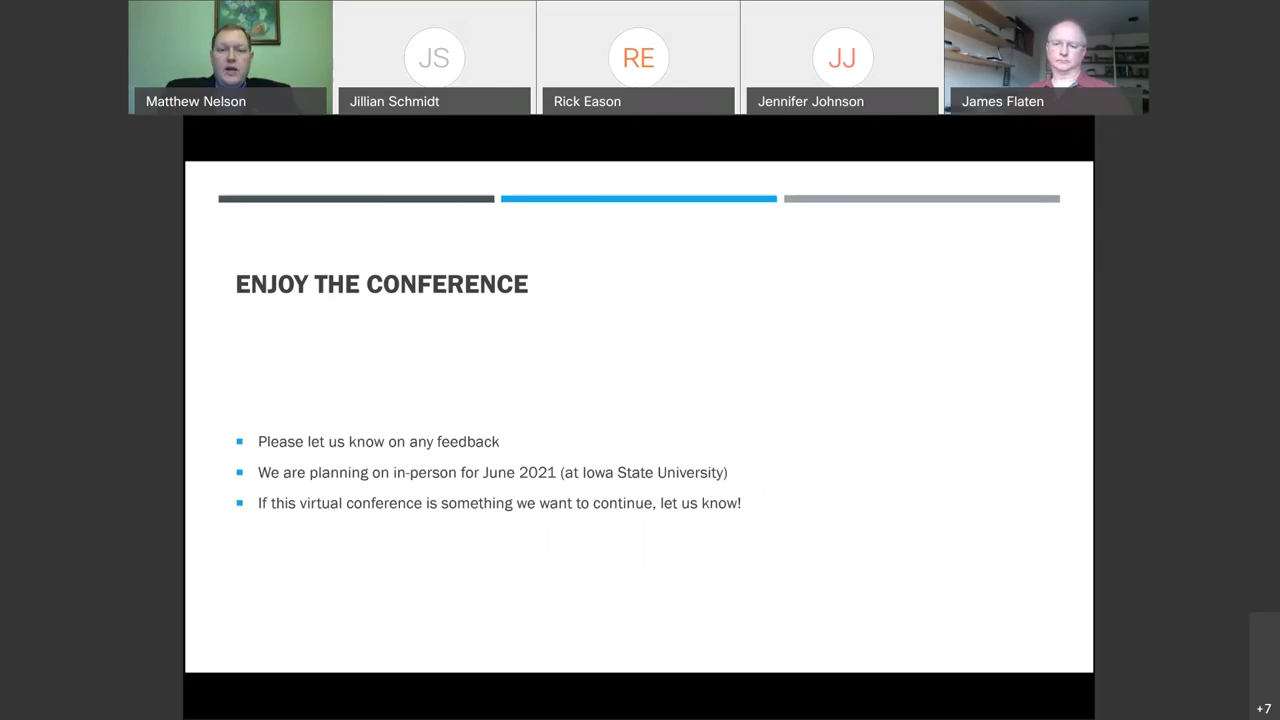 JS
RE
JJ
Matthew Nelson
Jillian Schmidt
Rick Eason
Jennifer Johnson
James Flaten
ENJOY THE CONFERENCE
Please let us know on any feedback
We are planning on in-person for June 2021 (at Iowa State University)
If this virtual conference is something we want to continue, let us know!
+7